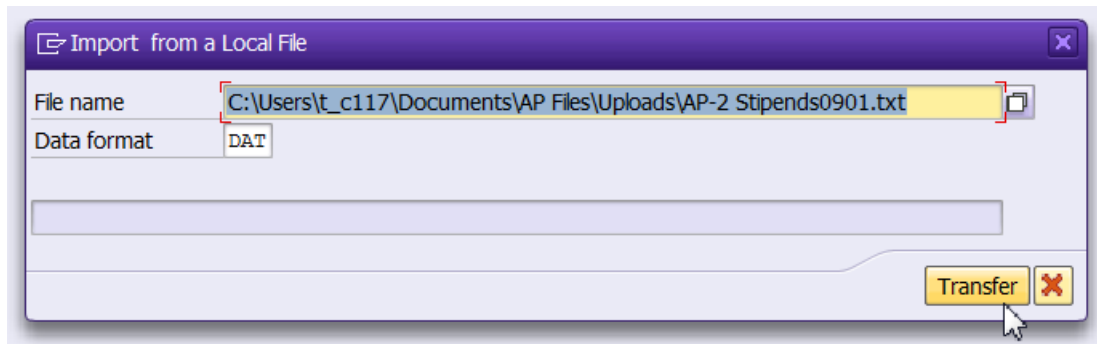 Import from a Local File
File name C:\Users\t_c117\Documents\AP Files\Uploads\AP-2 Stipends0901.txt
Data format DAT
Transfer